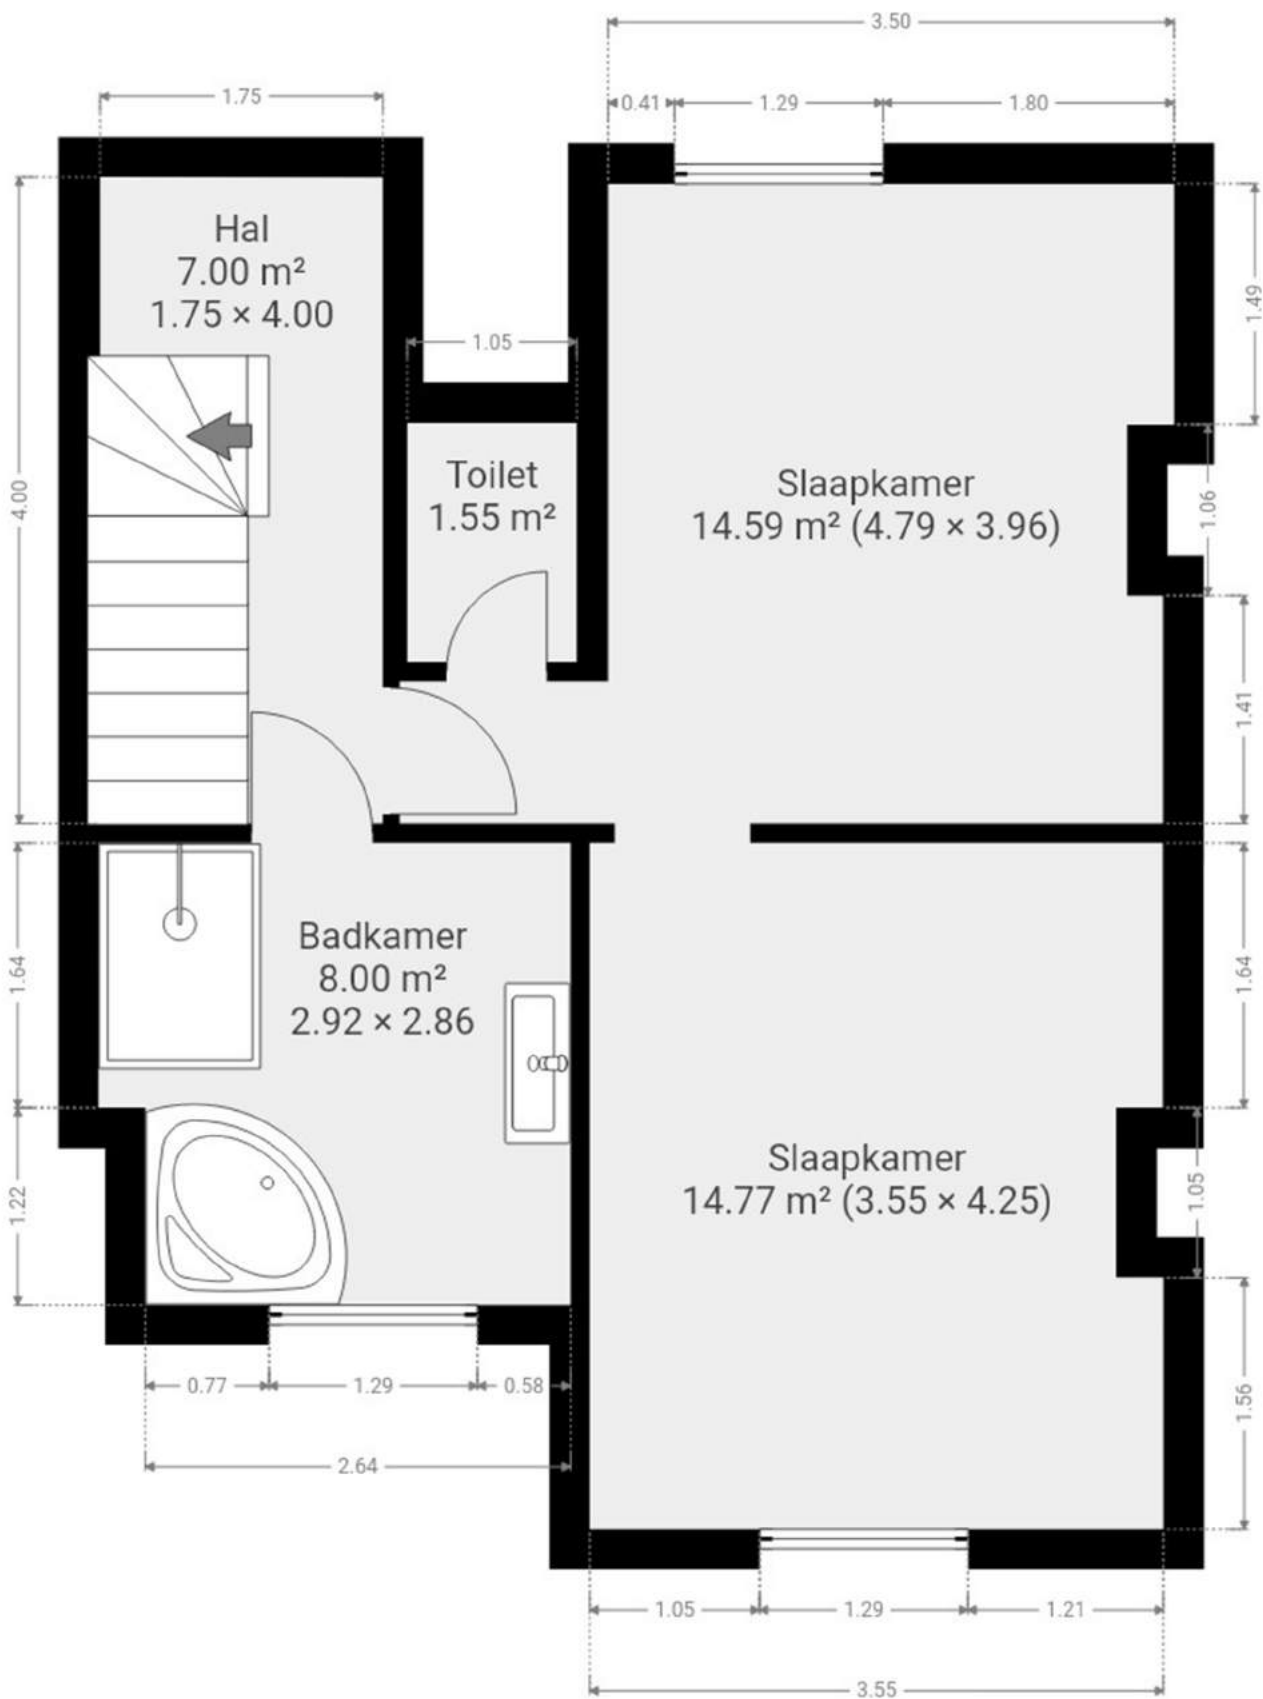 3.50
1.75
0.41
1.29
1.80
Hal
7.00 m²
1.75 × 4.00
1.49
1.05
4.00
Toilet
1.55 m²
Slaapkamer
14.59 m² (4.79 × 3.96)
1.06
1.41
Badkamer
8.00 m²
2.92 × 2.86
1.64
1.64
Slaapkamer
14.77 m² (3.55 × 4.25)
1.22
1.05
0.77
1.29
0.58
1.56
2.64
1.05
1.29
1.21
3.55